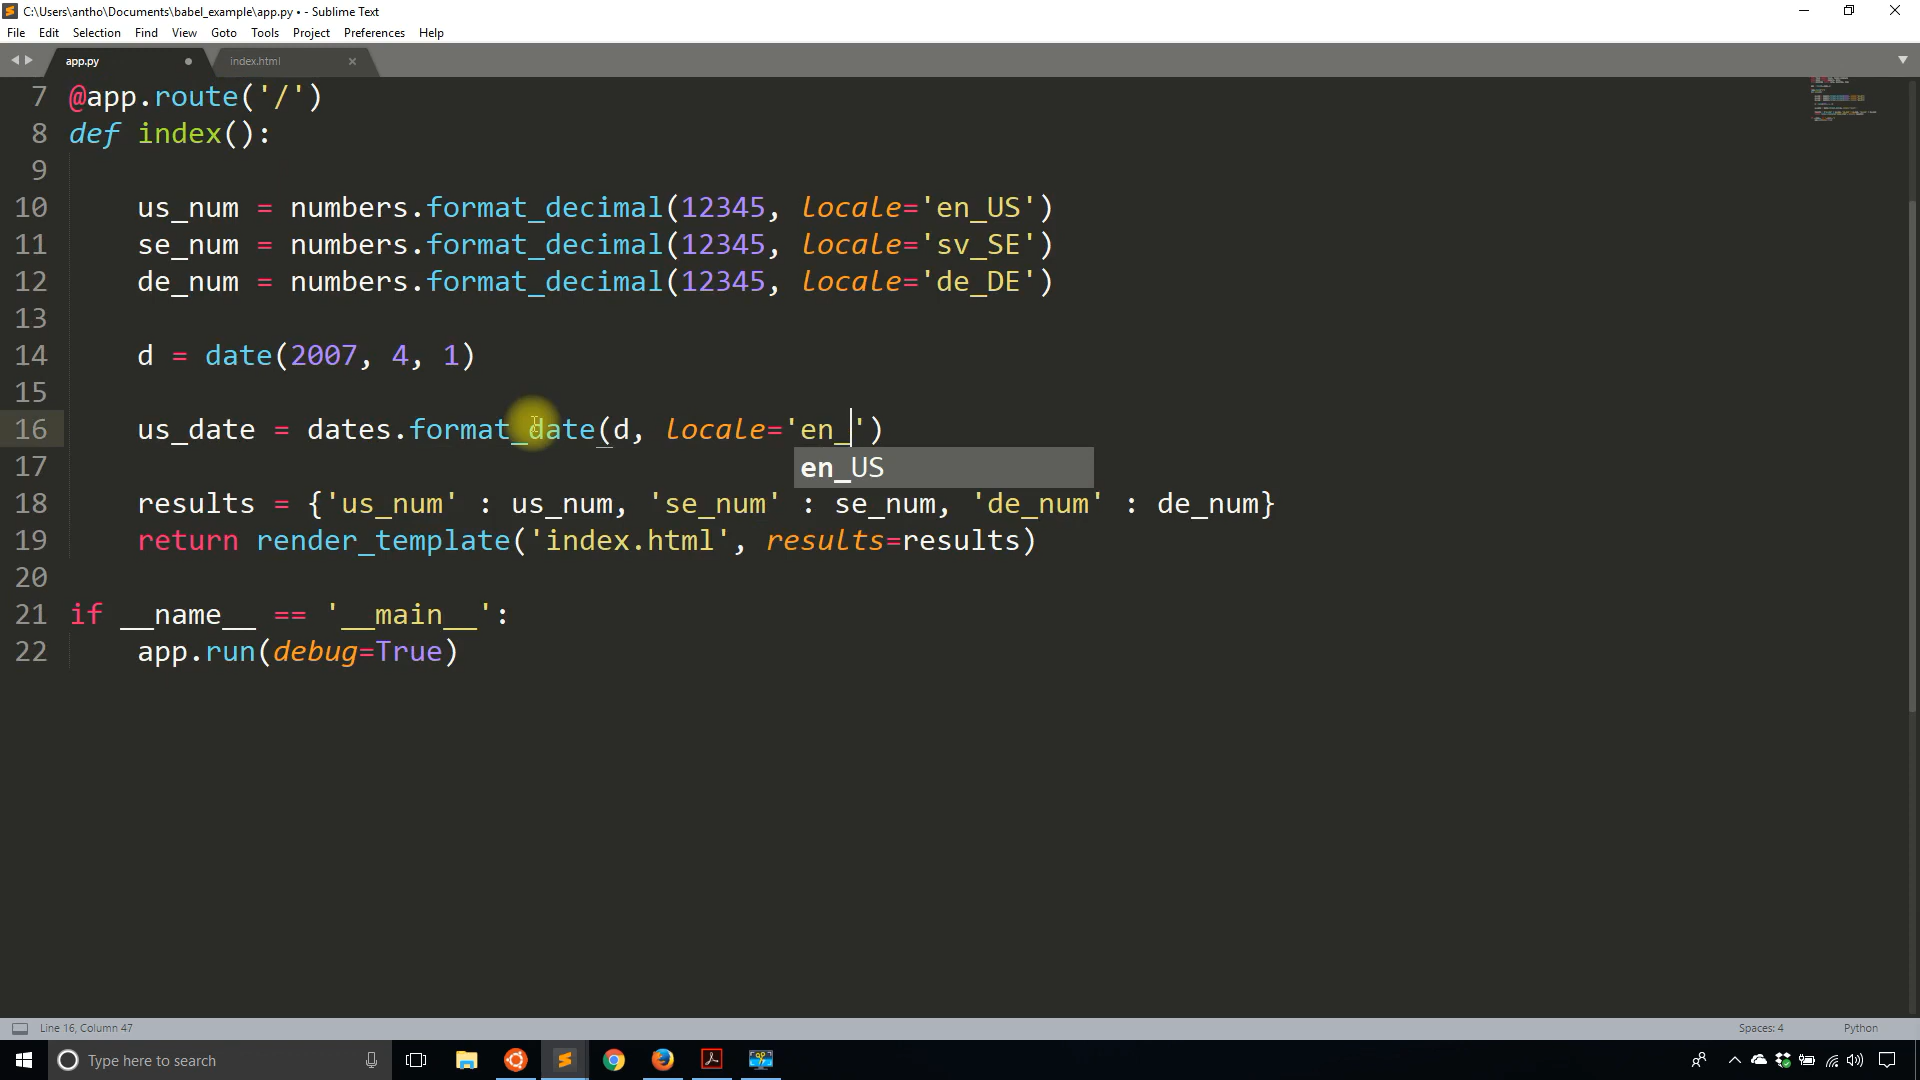 C:\Users\antho\Documents\babel_example\app.py • - Sublime Text
File Edit Selection Find View Goto Tools Project Preferences Help
app.py index.html
7 @app.route('/')
8 def index():
9
10 us_num = numbers.format_decimal(12345, locale='en_US')
11 se_num = numbers.format_decimal(12345, locale='sv_SE')
12 de_num = numbers.format_decimal(12345, locale='de_DE')
13
14 d = date(2007, 4, 1)
15
16 us_date = dates.format_date(d, locale='en_')
17 en_US
18 results = {'us_num' : us_num, 'se_num' : se_num, 'de_num' : de_num}
19 return render_template('index.html', results=results)
20
21 if __name__ == '__main__':
22 app.run(debug=True)
Line 16, Column 47 Spaces: 4 Python
Type here to search